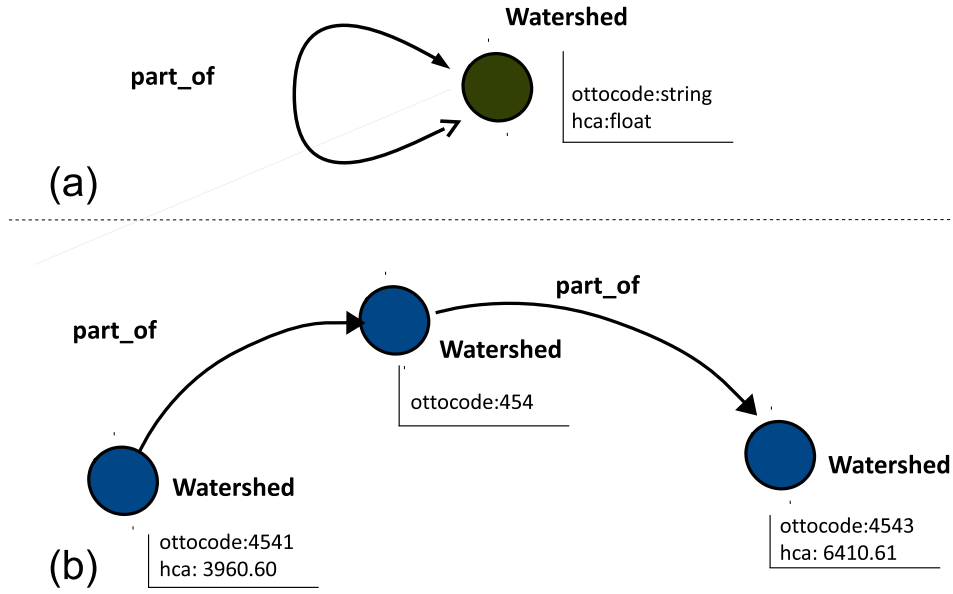 Watershed
part_of
ottocode:string
hca:float
(a)
part_of
part_of
Watershed
ottocode:454
Watershed
Watershed
ottocode:4541
hca: 3960.60
ottocode:4543
hca: 6410.61
(b)